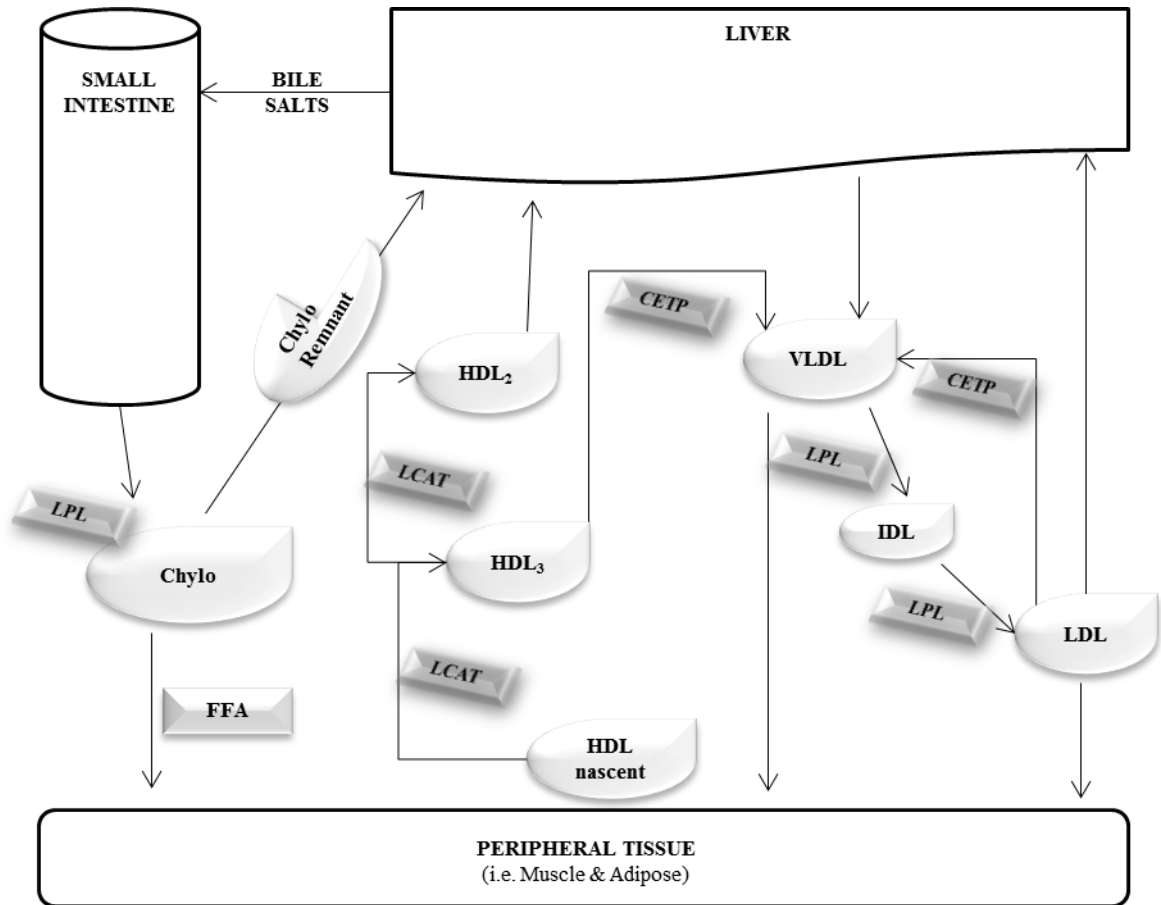 LIVER
SMALL
INTESTINE
BILE
SALTS
Chylo
Remnant
CETP
HDL₂
VLDL
CETP
LCAT
LPL
LPL
IDL
HDL₃
Chylo
LPL
LDL
LCAT
FFA
HDL
nascent
PERIPHERAL TISSUE
(i.e. Muscle & Adipose)